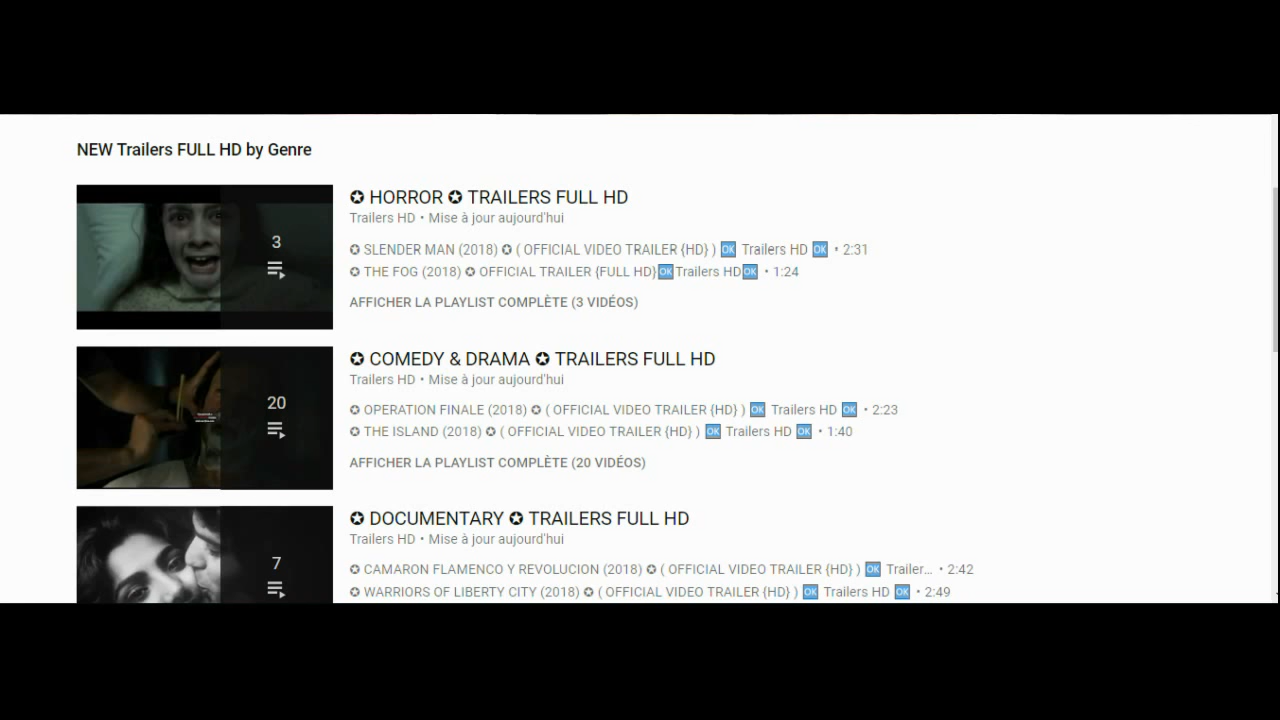 NEW Trailers FULL HD by Genre
3
✪ HORROR ✪ TRAILERS FULL HD
Trailers HD • Mise à jour aujourd'hui
✪ SLENDER MAN (2018) ✪ ( OFFICIAL VIDEO TRAILER {HD} ) 🆗 Trailers HD 🆗 • 2:31
✪ THE FOG (2018) ✪ OFFICIAL TRAILER {FULL HD}🆗Trailers HD🆗 • 1:24
AFFICHER LA PLAYLIST COMPLÈTE (3 VIDÉOS)
20
✪ COMEDY & DRAMA ✪ TRAILERS FULL HD
Trailers HD • Mise à jour aujourd'hui
✪ OPERATION FINALE (2018) ✪ ( OFFICIAL VIDEO TRAILER {HD} ) 🆗 Trailers HD 🆗 • 2:23
✪ THE ISLAND (2018) ✪ ( OFFICIAL VIDEO TRAILER {HD} ) 🆗 Trailers HD 🆗 • 1:40
AFFICHER LA PLAYLIST COMPLÈTE (20 VIDÉOS)
7
✪ DOCUMENTARY ✪ TRAILERS FULL HD
Trailers HD • Mise à jour aujourd'hui
✪ CAMARON FLAMENCO Y REVOLUCION (2018) ✪ ( OFFICIAL VIDEO TRAILER {HD} ) 🆗 Trailer... • 2:42
✪ WARRIORS OF LIBERTY CITY (2018) ✪ ( OFFICIAL VIDEO TRAILER {HD} ) 🆗 Trailers HD 🆗 • 2:49